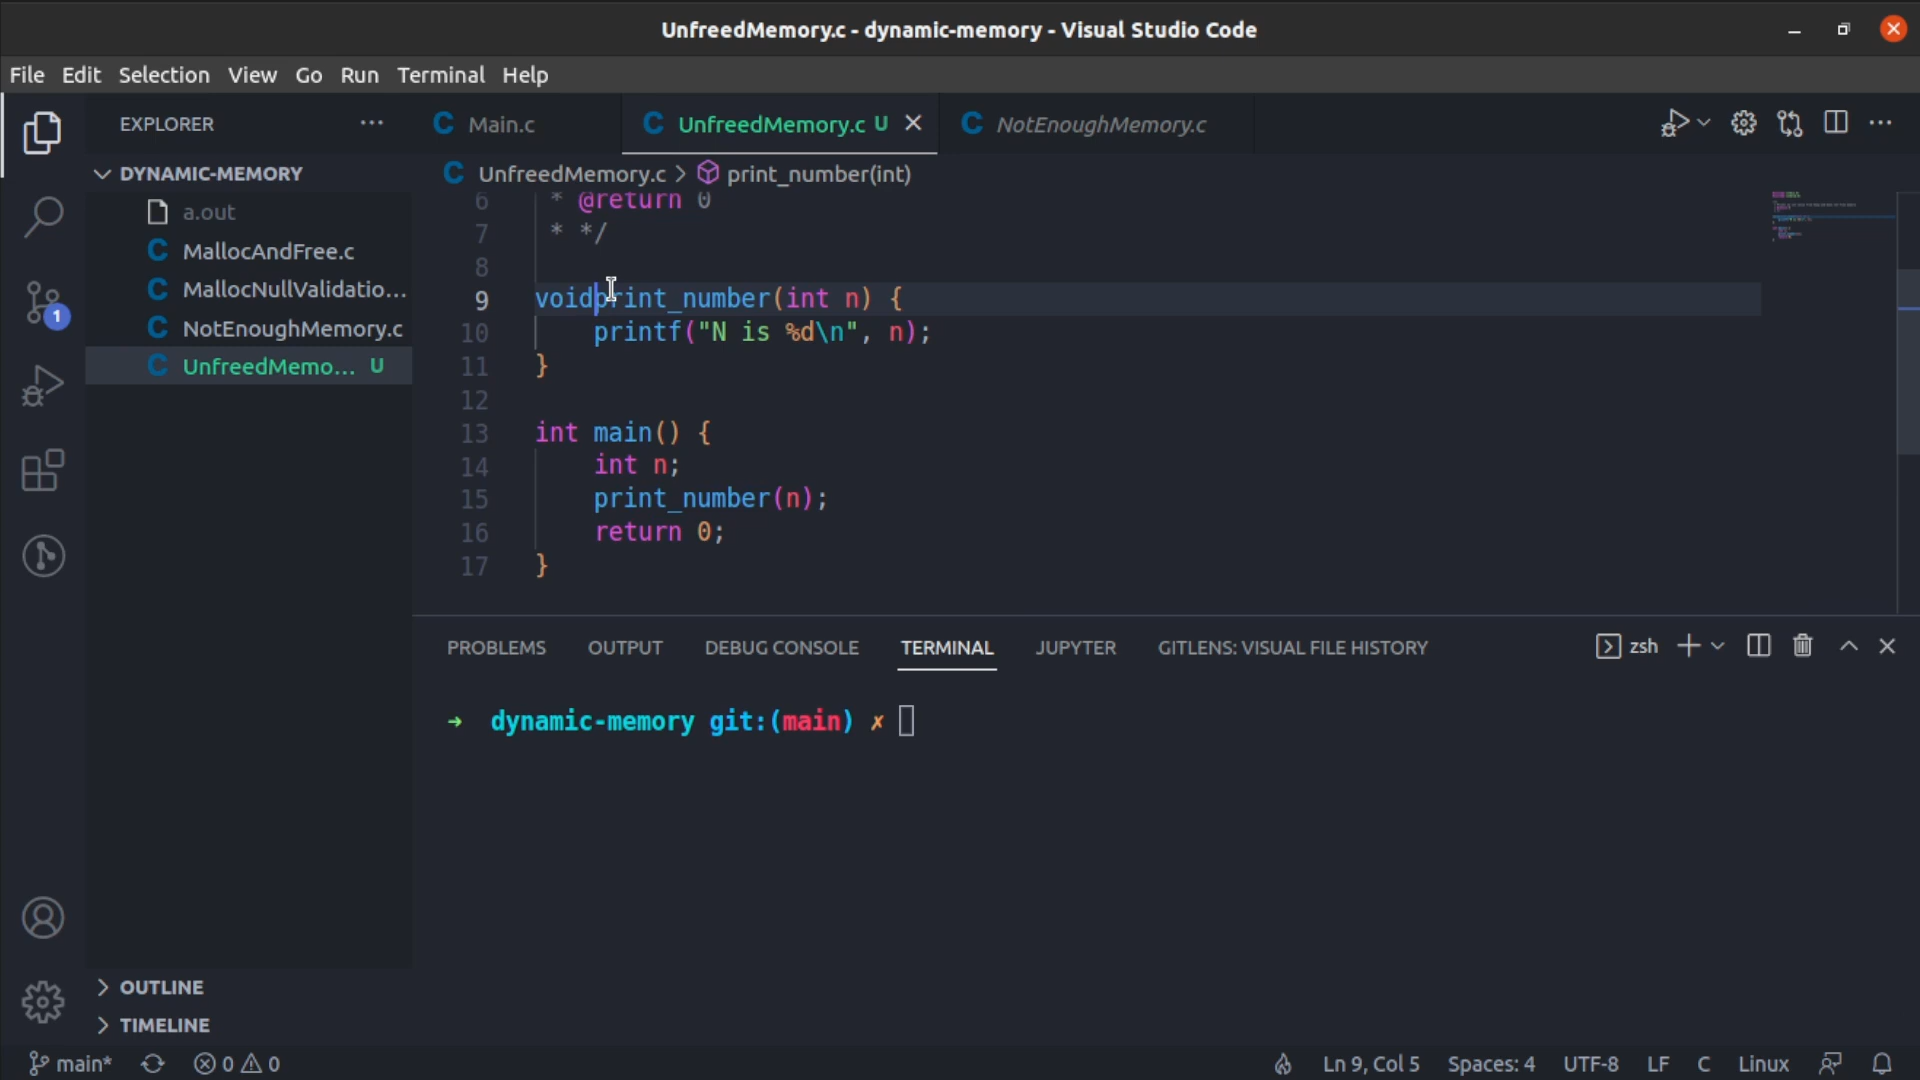 UnfreedMemory.c - dynamic-memory - Visual Studio Code
File Edit Selection View Go Run Terminal Help
EXPLORER
Main.c
UnfreedMemory.c U
NotEnoughMemory.c
DYNAMIC-MEMORY
a.out
MallocAndFree.c
MallocNullValidatio...
NotEnoughMemory.c
UnfreedMemo... U
1
UnfreedMemory.c > print_number(int)
6 * @return 0
7 * */
8
9 voidprint_number(int n) {
10 printf("N is %d\n", n);
11 }
12
13 int main() {
14 int n;
15 print_number(n);
16 return 0;
17 }
PROBLEMS OUTPUT DEBUG CONSOLE TERMINAL JUPYTER GITLENS: VISUAL FILE HISTORY zsh
→ dynamic-memory git:(main) ✗
OUTLINE
TIMELINE
main* 0 0 Ln 9, Col 5 Spaces: 4 UTF-8 LF C Linux